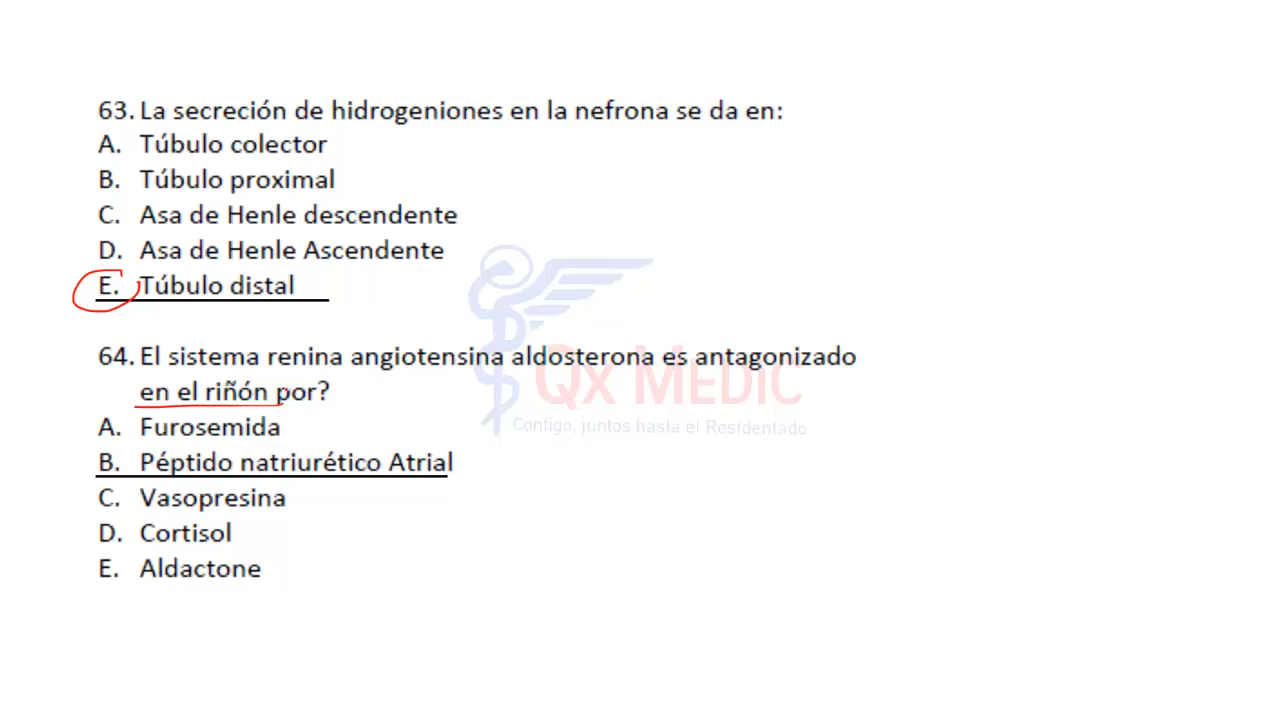 63. La secreción de hidrogeniones en la nefrona se da en:
A. Túbulo colector
B. Túbulo proximal
C. Asa de Henle descendente
D. Asa de Henle Ascendente
E. Túbulo distal
64. El sistema renina angiotensina aldosterona es antagonizado
en el riñón por?
A. Furosemida
B. Péptido natriurético Atrial
C. Vasopresina
D. Cortisol
E. Aldactone
Qx MEDIC
Contigo, juntos hasta el Residentado